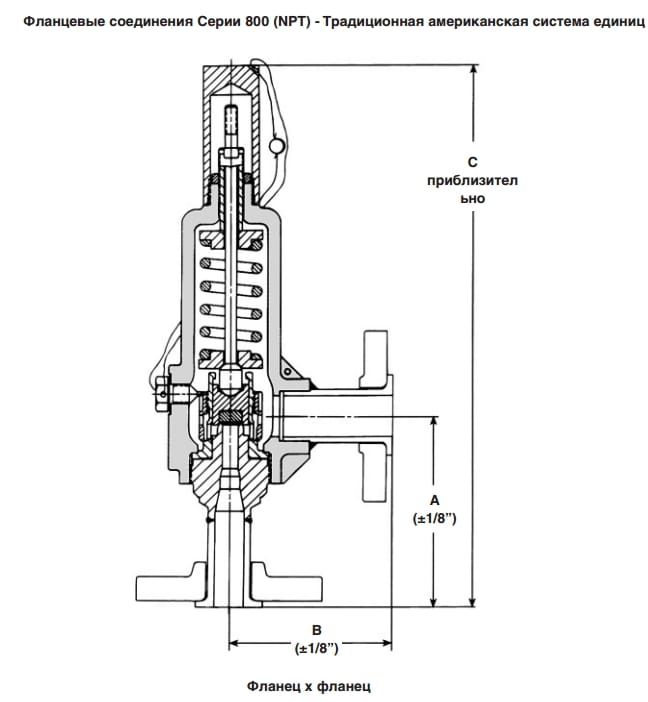 Фланцевые соединения Серии 800 (NPT) - Традиционная американская система единиц
C
приблизител
ьно
A
(±1/8”)
B
(±1/8”)
Фланец x фланец